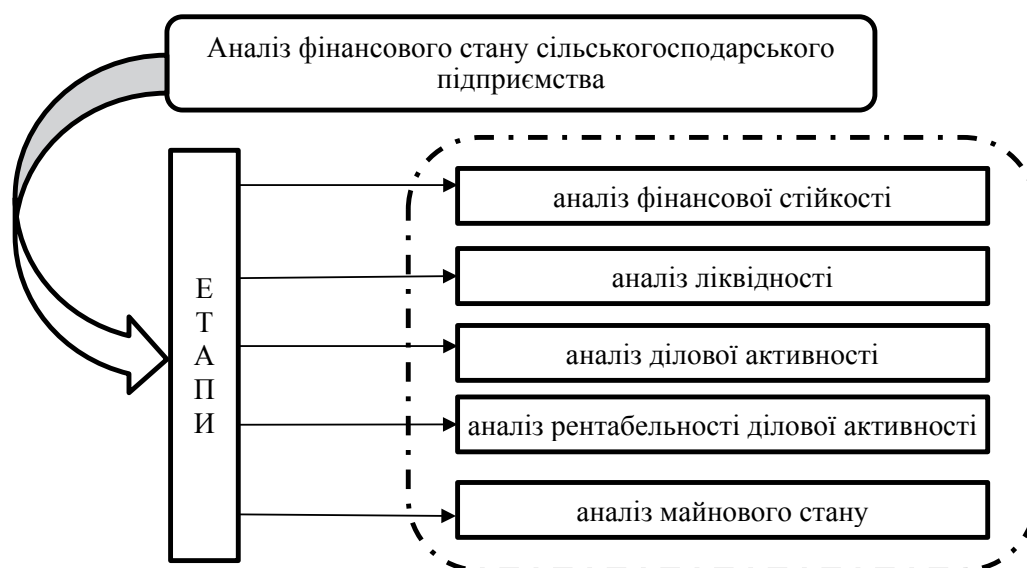 Аналіз фінансового стану сільськогосподарського
підприємства
Е
Т
А
П
И
аналіз фінансової стійкості
аналіз ліквідності
аналіз ділової активності
аналіз рентабельності ділової активності
аналіз майнового стану